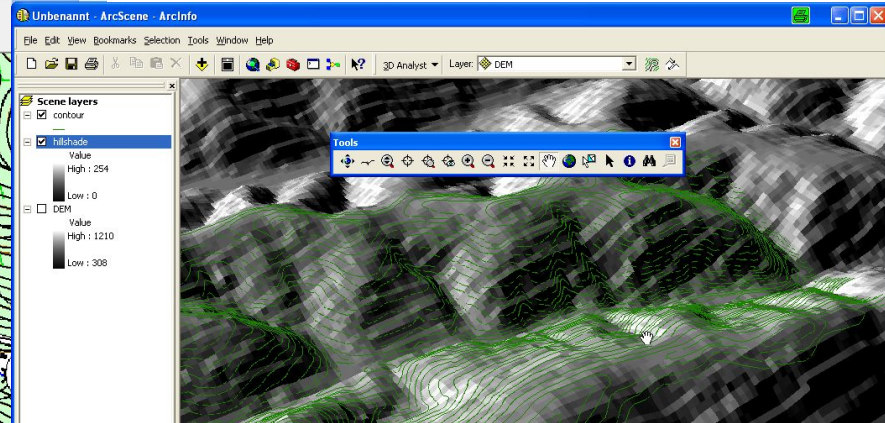 Unbenannt - ArcScene - ArcInfo
File Edit View Bookmarks Selection Tools Window Help
3D Analyst Layer: DEM
Scene layers
contour
hillshade
Value
High : 254
Low : 0
DEM
Value
High : 1210
Low : 308
Tools